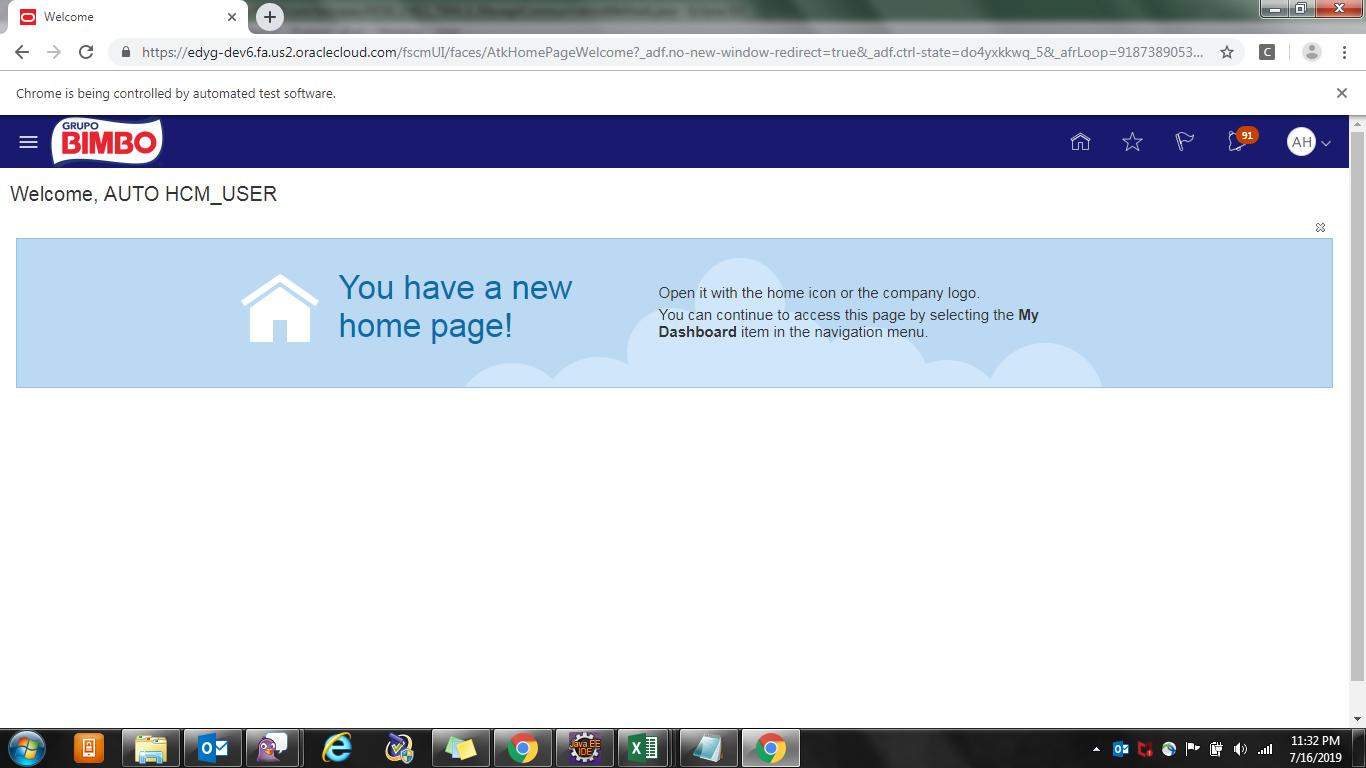 Welcome
https://edyg-dev6.fa.us2.oraclecloud.com/fscmUI/faces/AtkHomePageWelcome?_adf.no-new-window-redirect=true&_adf.ctrl-state=do4yxkkwq_5&_afrLoop=9187389053...
C
Chrome is being controlled by automated test software.
GRUPO
BIMBO
91
AH
Welcome, AUTO HCM_USER
You have a new
home page!
Open it with the home icon or the company logo.
You can continue to access this page by selecting the My
Dashboard item in the navigation menu.
Java EE
IDE
11:32 PM
7/16/2019